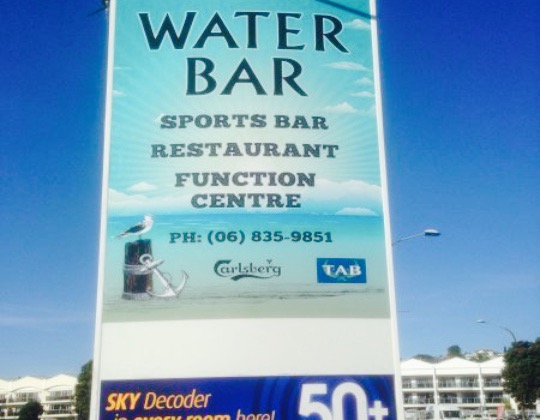 WATER
BAR
SPORTS BAR
RESTAURANT
FUNCTION
CENTRE
PH: (06) 835-9851
Carlsberg
TAB
SKY Decoder
in every room here!
50+